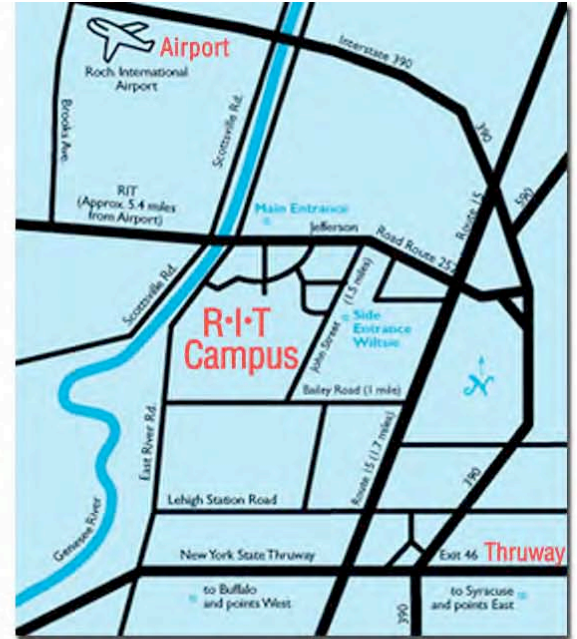 Airport
Roch. International
Airport
Interstate 390
Brooks Ave.
Scottsville Rd.
390
RIT
(Approx. 5.4 miles
from Airport)
Main Entrance
Jefferson
Road Route 252
Route 15
590
Scottsville Rd.
R·I·T
Campus
John Street (1.5 miles)
Side
Entrance
Wiltsie
N
Bailey Road (1 mile)
East River Rd.
Route 15 (1.7 miles)
390
Genesee River
Lehigh Station Road
New York State Thruway
Exit 46 Thruway
to Buffalo
and points West
390
to Syracuse
and points East